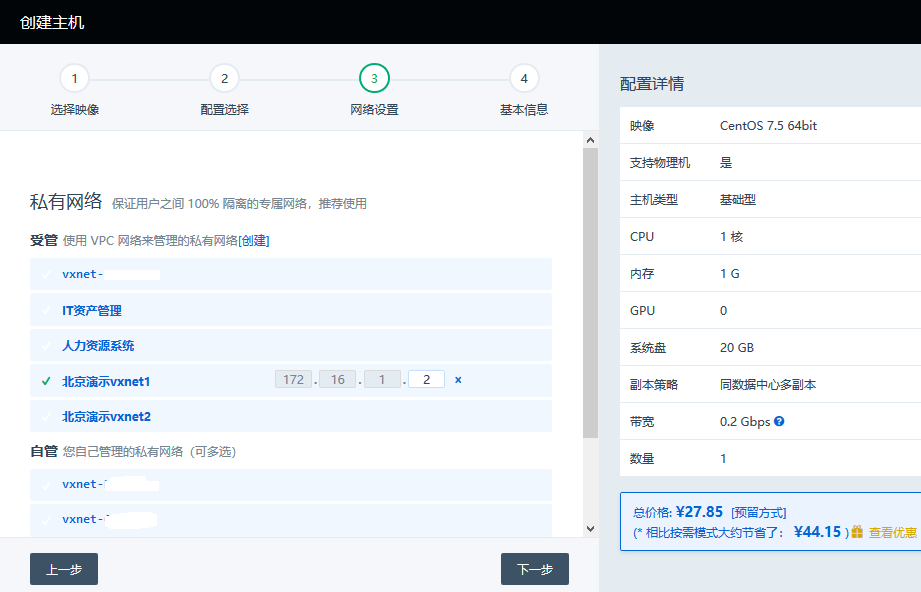 创建主机
1 2 3 4
选择映像 配置选择 网络设置 基本信息
私有网络 保证用户之间 100% 隔离的专属网络，推荐使用
受管 使用 VPC 网络来管理的私有网络[创建]
vxnet-
IT资产管理
人力资源系统
北京演示vxnet1 172 . 16 . 1 . 2 x
北京演示vxnet2
自管 您自己管理的私有网络（可多选）
vxnet-
vxnet-
上一步 下一步
配置详情
映像 CentOS 7.5 64bit
支持物理机 是
主机类型 基础型
CPU 1 核
内存 1 G
GPU 0
系统盘 20 GB
副本策略 同数据中心多副本
带宽 0.2 Gbps ?
数量 1
总价格: ¥27.85 [预留方式]
(* 相比按需模式大约节省了： ¥44.15 ) 查看优惠